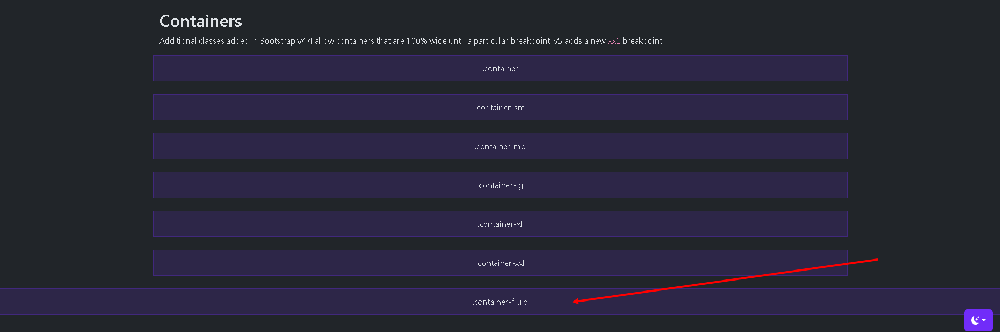 Containers
Additional classes added in Bootstrap v4.4 allow containers that are 100% wide until a particular breakpoint. v5 adds a new xxl breakpoint.
.container
.container-sm
.container-md
.container-lg
.container-xl
.container-xxl
.container-fluid